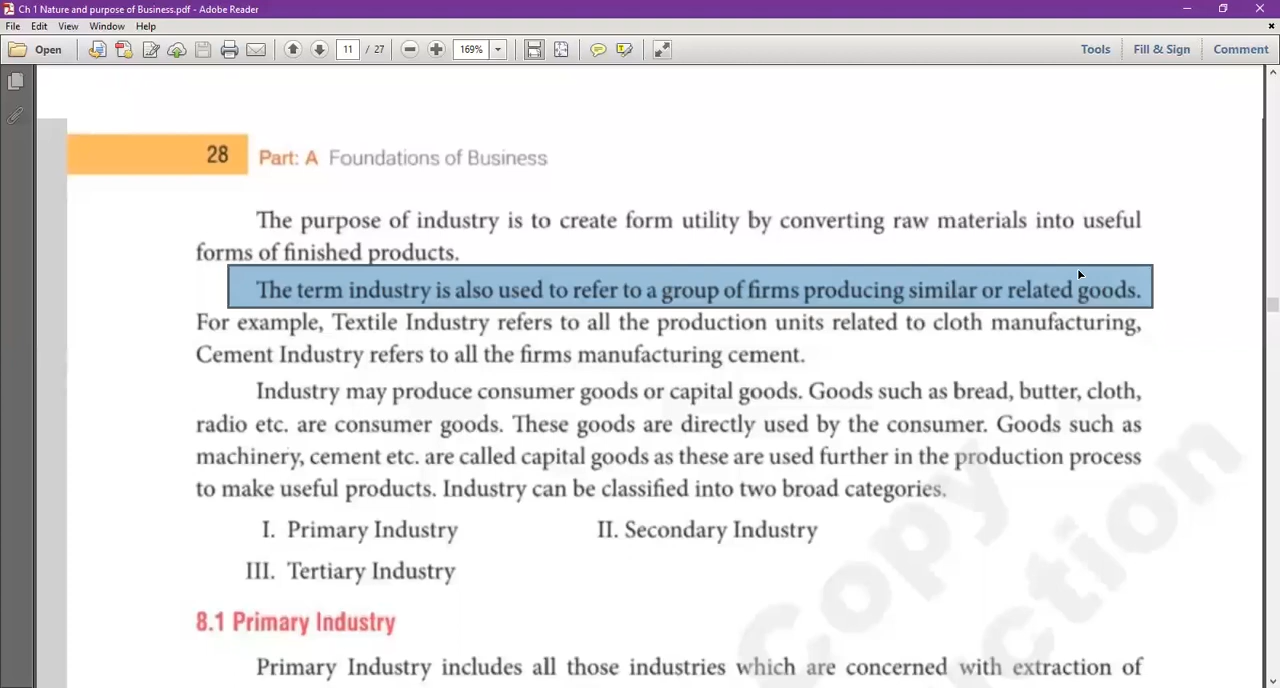 Ch 1 Nature and purpose of Business.pdf - Adobe Reader
File Edit View Window Help
Open 11 / 27 169% Tools Fill & Sign Comment
28 Part: A Foundations of Business
The purpose of industry is to create form utility by converting raw materials into useful
forms of finished products.
The term industry is also used to refer to a group of firms producing similar or related goods.
For example, Textile Industry refers to all the production units related to cloth manufacturing,
Cement Industry refers to all the firms manufacturing cement.
Industry may produce consumer goods or capital goods. Goods such as bread, butter, cloth,
radio etc. are consumer goods. These goods are directly used by the consumer. Goods such as
machinery, cement etc. are called capital goods as these are used further in the production process
to make useful products. Industry can be classified into two broad categories.
I. Primary Industry II. Secondary Industry
III. Tertiary Industry
8.1 Primary Industry
Primary Industry includes all those industries which are concerned with extraction of
Copy